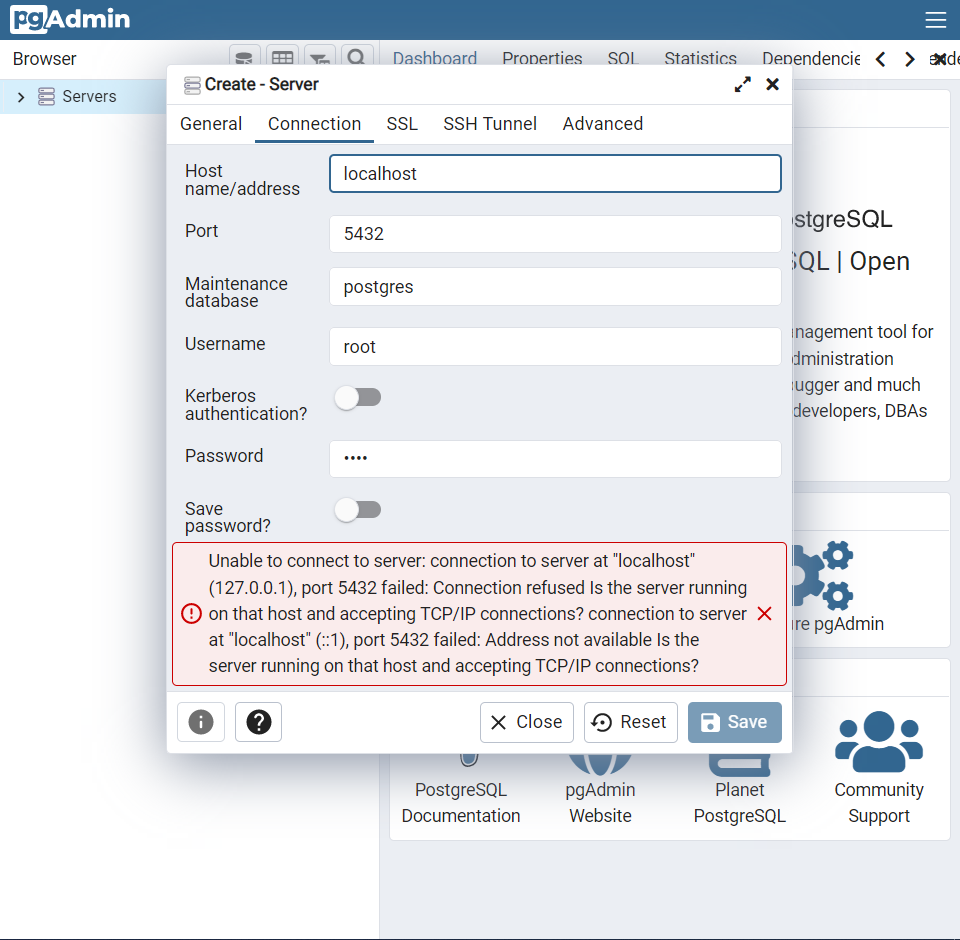 pgAdmin
Browser
Dashboard Properties SQL Statistics Dependencie
Servers
Create - Server
General Connection SSL SSH Tunnel Advanced
Host
name/address
localhost
Port
5432
Maintenance
database
postgres
Username
root
Kerberos
authentication?
Password
••••
Save
password?
Unable to connect to server: connection to server at "localhost"
(127.0.0.1), port 5432 failed: Connection refused Is the server running
on that host and accepting TCP/IP connections? connection to server
at "localhost" (::1), port 5432 failed: Address not available Is the
server running on that host and accepting TCP/IP connections?
Close Reset Save
stgreSQL
SQL | Open
nagement tool for
dministration
ugger and much
developers, DBAs
re pgAdmin
PostgreSQL
Documentation
pgAdmin
Website
Planet
PostgreSQL
Community
Support